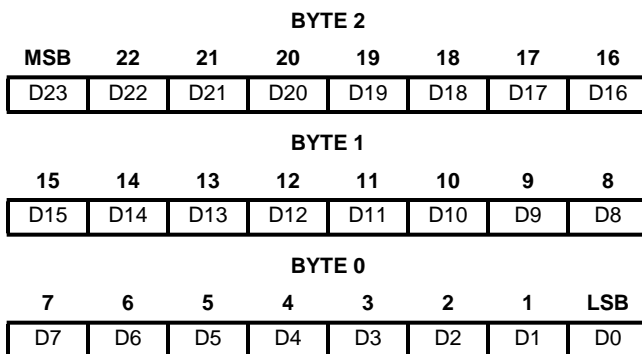 BYTE 2
MSB 22 21 20 19 18 17 16
D23 D22 D21 D20 D19 D18 D17 D16
BYTE 1
15 14 13 12 11 10 9 8
D15 D14 D13 D12 D11 D10 D9 D8
BYTE 0
7 6 5 4 3 2 1 LSB
D7 D6 D5 D4 D3 D2 D1 D0